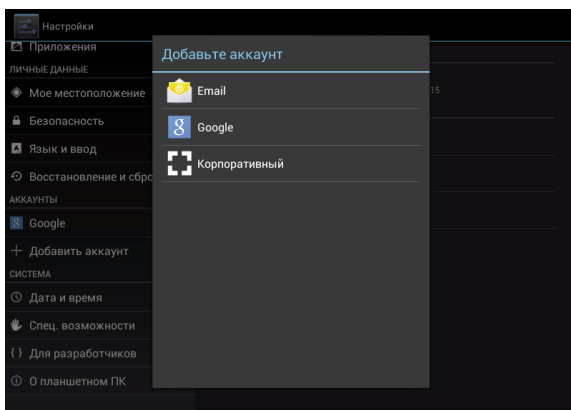 Настройки
Приложения
ЛИЧНЫЕ ДАННЫЕ
Мое местоположение
Безопасность
Язык и ввод
Восстановление и сбро
АККАУНТЫ
Google
Добавить аккаунт
СИСТЕМА
Дата и время
Спец. возможности
Для разработчиков
О планшетном ПК
Добавьте аккаунт
Email
Google
Корпоративный
15